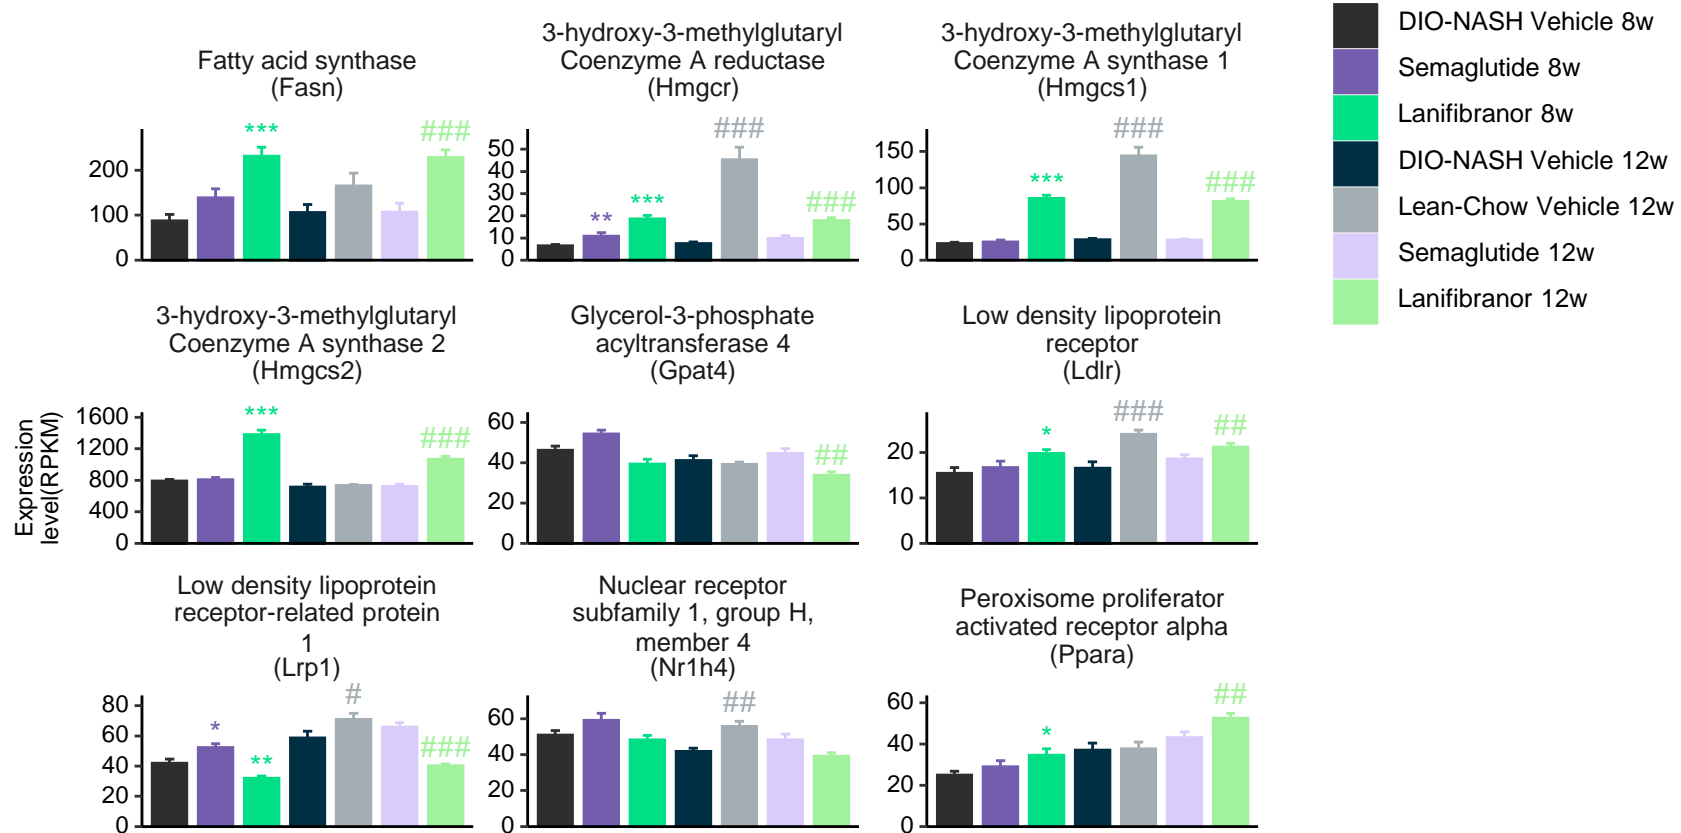 Fatty acid synthase
(Fasn)
***
###
200
100
0
3-hydroxy-3-methylglutaryl
Coenzyme A reductase
(Hmgcr)
**
***
###
###
50
40
30
20
10
0
3-hydroxy-3-methylglutaryl
Coenzyme A synthase 1
(Hmgcs1)
***
###
###
150
100
50
0
DIO-NASH Vehicle 8w
Semaglutide 8w
Lanifibranor 8w
DIO-NASH Vehicle 12w
Lean-Chow Vehicle 12w
Semaglutide 12w
Lanifibranor 12w
Expression
level(RPKM)
3-hydroxy-3-methylglutaryl
Coenzyme A synthase 2
(Hmgcs2)
***
###
1600
1200
800
400
0
Glycerol-3-phosphate
acyltransferase 4
(Gpat4)
##
60
40
20
0
Low density lipoprotein
receptor
(Ldlr)
*
###
##
20
10
0
Low density lipoprotein
receptor-related protein
1
(Lrp1)
*
**
#
###
80
60
40
20
0
Nuclear receptor
subfamily 1, group H,
member 4
(Nr1h4)
##
60
40
20
0
Peroxisome proliferator
activated receptor alpha
(Ppara)
*
##
60
40
20
0